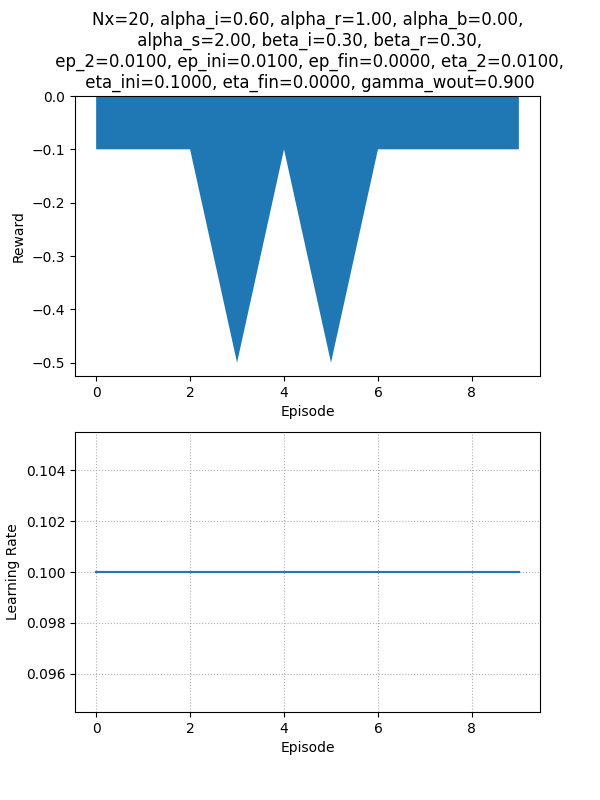 Nx=20, alpha_i=0.60, alpha_r=1.00, alpha_b=0.00,
alpha_s=2.00, beta_i=0.30, beta_r=0.30,
ep_2=0.0100, ep_ini=0.0100, ep_fin=0.0000, eta_2=0.0100,
eta_ini=0.1000, eta_fin=0.0000, gamma_wout=0.900
0.0
−0.1
−0.2
−0.3
−0.4
−0.5
Reward
0 2 4 6 8
Episode
0.104
0.102
0.100
0.098
0.096
Learning Rate
0 2 4 6 8
Episode